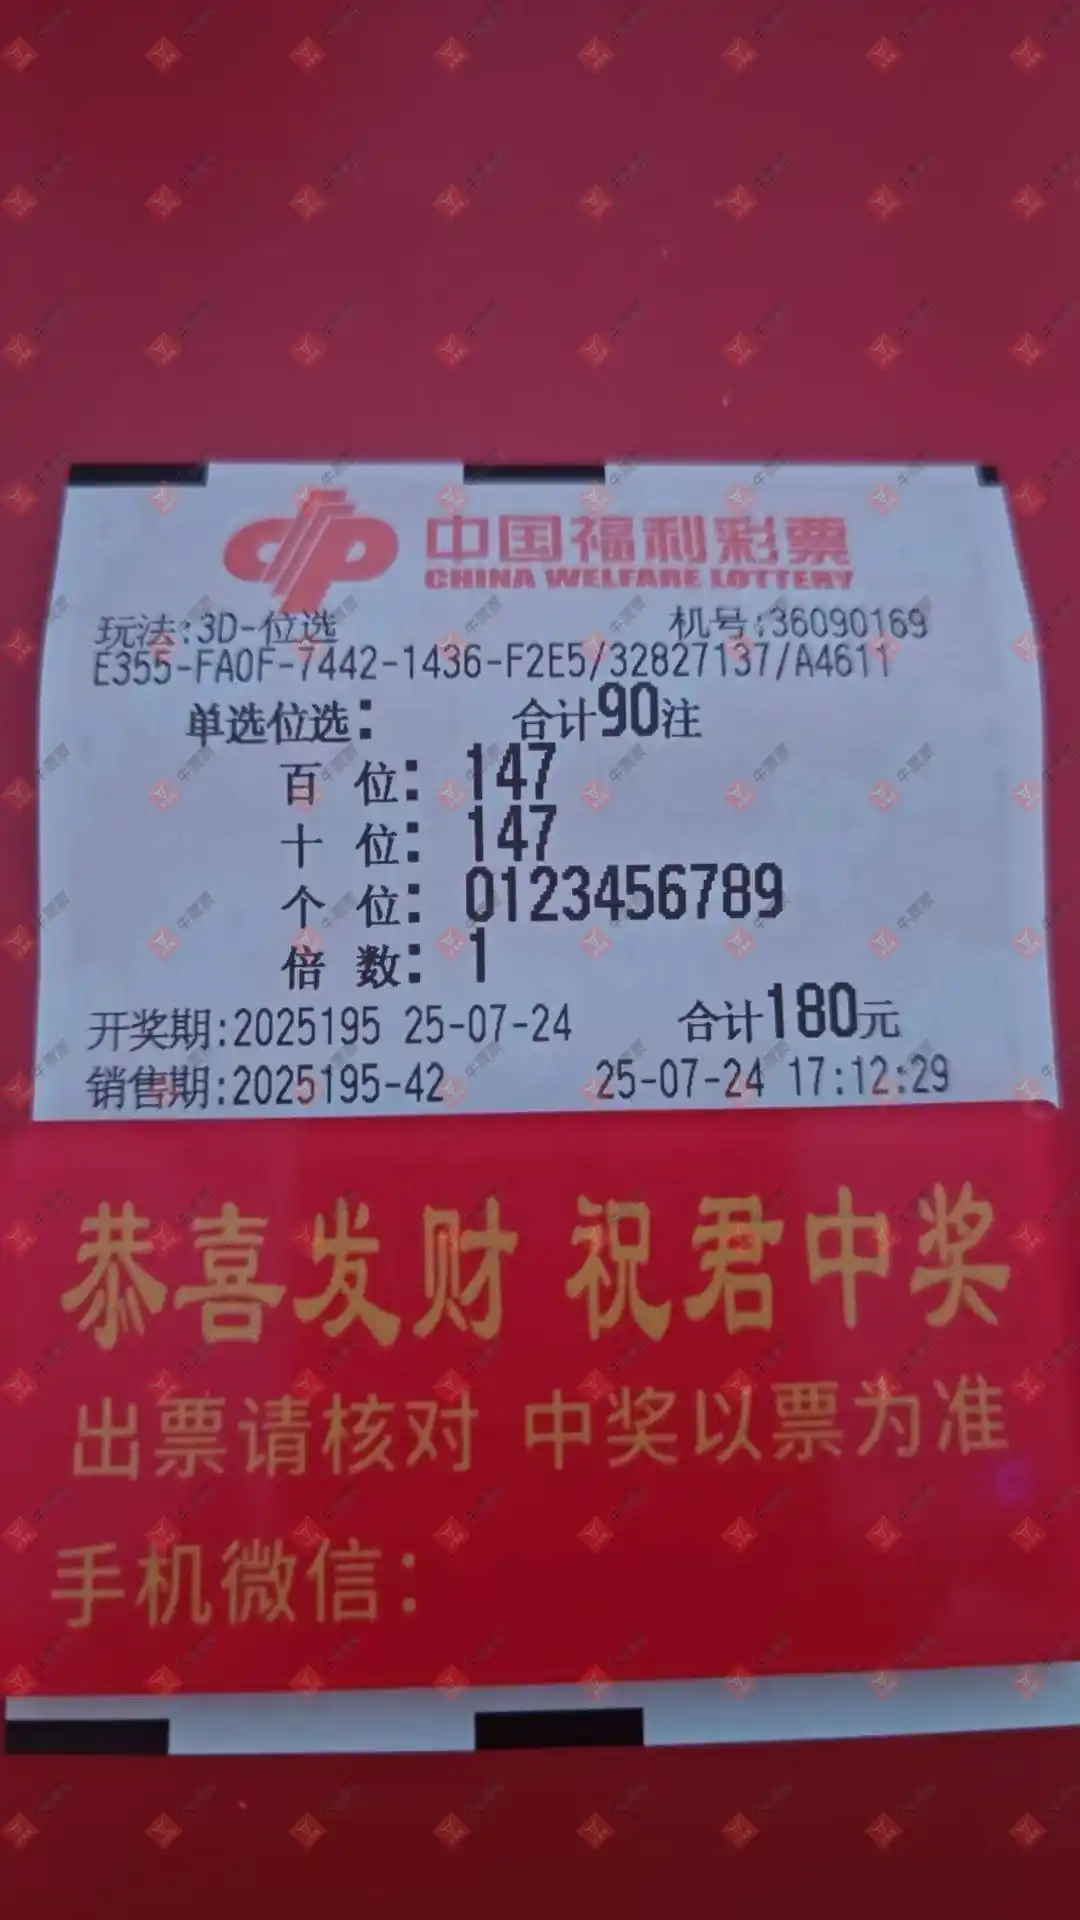 中国福利彩票
CHINA WELFARE LOTTERY
玩法:3D-位选 机号:36090169
E355-FA0F-7442-1436-F2E5/32827137/A4611
单选位选: 合计90注
百 位: 147
十 位: 147
个 位: 0123456789
倍 数: 1
开奖期:2025195 25-07-24 合计180元
销售期:2025195-42 25-07-24 17:12:29
恭喜发财 祝君中奖
出票请核对 中奖以票为准
手机微信: